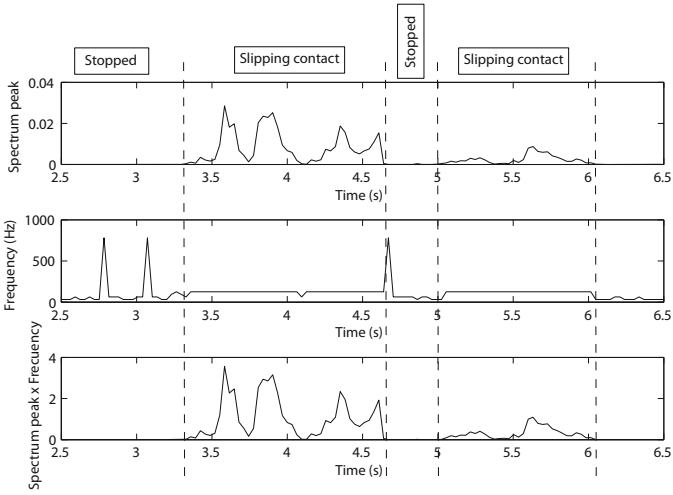 Stopped
Slipping contact
Stopped
Slipping contact
0.04
0.02
0
Spectrum peak
2.5 3 3.5 4 4.5 5 5.5 6 6.5
Time (s)
1000
500
0
Frequency (Hz)
2.5 3 3.5 4 4.5 5 5.5 6 6.5
Time (s)
4
2
0
Spectrum peak x Frecuency
2.5 3 3.5 4 4.5 5 5.5 6 6.5
Time (s)